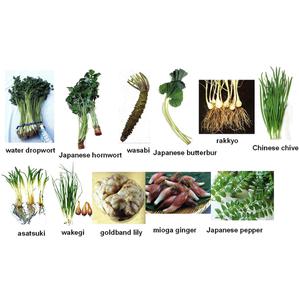 water dropwort
Japanese hornwort
wasabi
Japanese butterbur
rakkyo
Chinese chive
asatsuki
wakegi
goldband lily
mioga ginger
Japanese pepper